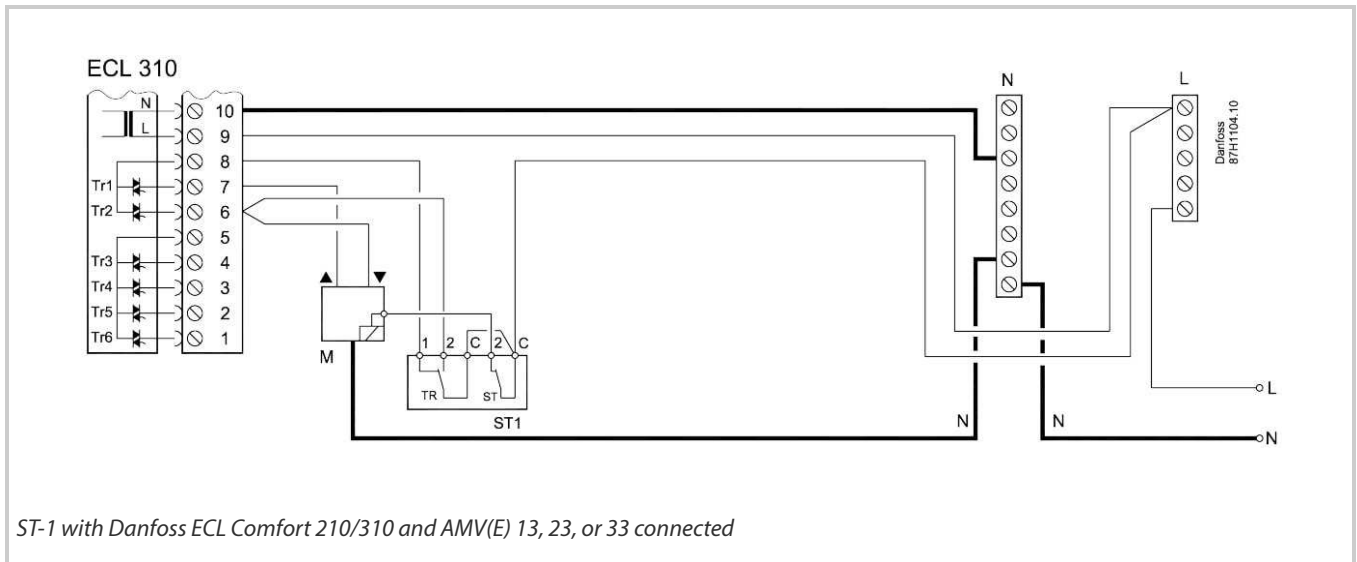 ECL 310
N
L
10
9
8
7
6
5
4
3
2
1
Tr1
Tr2
Tr3
Tr4
Tr5
Tr6
M
1 2 C 2 C
TR ST
ST1
N
L
Danfoss
87H1104.10
N
N
L
N
ST-1 with Danfoss ECL Comfort 210/310 and AMV(E) 13, 23, or 33 connected